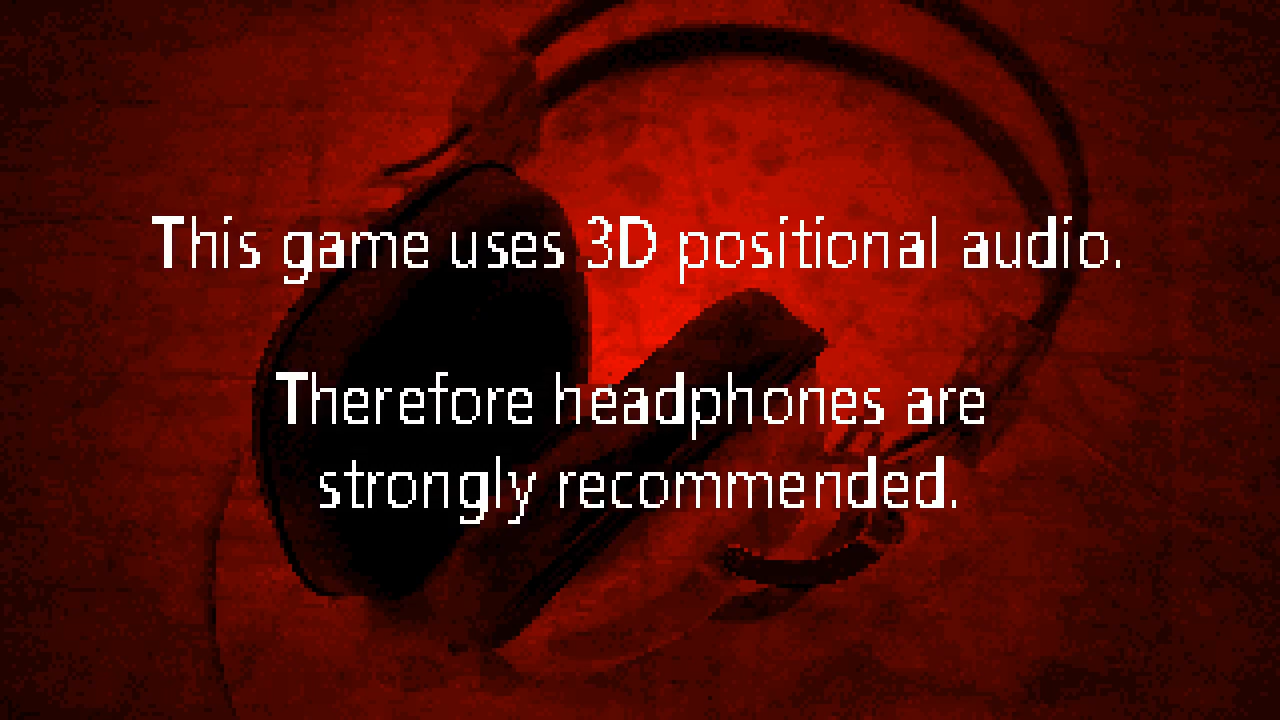 This game uses 3D positional audio.
Therefore headphones are
strongly recommended.